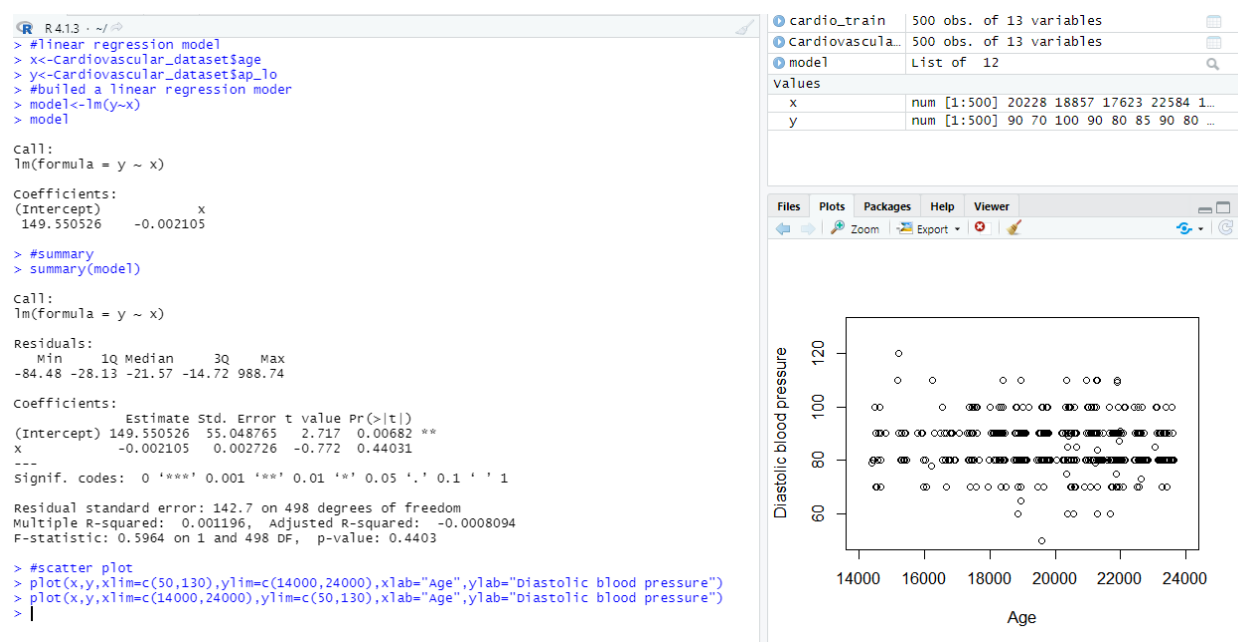 R 4.1.3 · ~/
> #linear regression model
> x<-Cardiovascular_dataset$age
> y<-Cardiovascular_dataset$ap_lo
> #builed a linear regression moder
> model<-lm(y~x)
> model
Call:
lm(formula = y ~ x)
Coefficients:
(Intercept)            x
 149.550526    -0.002105
> #summary
> summary(model)
Call:
lm(formula = y ~ x)
Residuals:
   Min     1Q Median     3Q    Max
-84.48 -28.13 -21.57 -14.72 988.74
Coefficients:
              Estimate Std. Error t value Pr(>|t|)
(Intercept) 149.550526  55.048765   2.717  0.00682 **
x            -0.002105   0.002726  -0.772  0.44031
---
Signif. codes:  0 ‘***’ 0.001 ‘**’ 0.01 ‘*’ 0.05 ‘.’ 0.1 ‘ ’ 1
Residual standard error: 142.7 on 498 degrees of freedom
Multiple R-squared:  0.001196,  Adjusted R-squared:  -0.0008094
F-statistic: 0.5964 on 1 and 498 DF,  p-value: 0.4403
> #scatter plot
> plot(x,y,xlim=c(50,130),ylim=c(14000,24000),xlab="Age",ylab="Diastolic blood pressure")
> plot(x,y,xlim=c(14000,24000),ylim=c(50,130),xlab="Age",ylab="Diastolic blood pressure")
>
cardio_train 500 obs. of 13 variables
Cardiovascula… 500 obs. of 13 variables
model List of 12
Values
x num [1:500] 20228 18857 17623 22584 1…
y num [1:500] 90 70 100 90 80 85 90 80 …
Files Plots Packages Help Viewer
Zoom Export
Diastolic blood pressure
120
100
80
60
14000 16000 18000 20000 22000 24000
Age